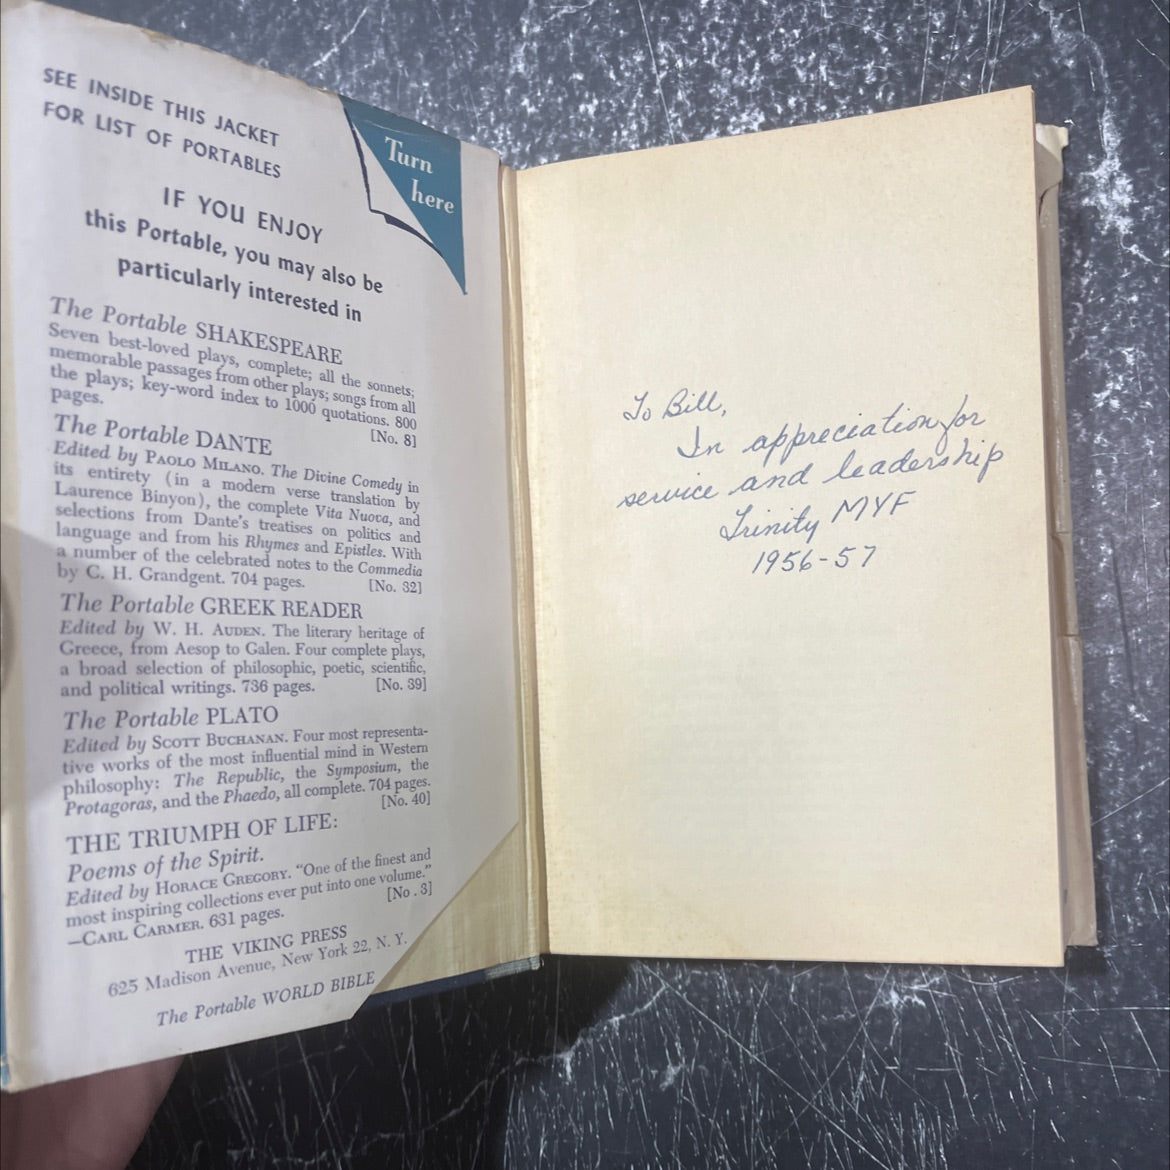 SEE INSIDE THIS JACKET
FOR LIST OF PORTABLES
Turn
here
IF YOU ENJOY
this Portable, you may also be
particularly interested in
The Portable SHAKESPEARE
Seven best-loved plays, complete; all the sonnets;
memorable passages from other plays; songs from all
the plays; key-word index to 1000 quotations. 800
pages. [No. 8]
The Portable DANTE
Edited by PAOLO MILANO. The Divine Comedy in
its entirety (in a modern verse translation by
Laurence Binyon), the complete Vita Nuova, and
selections from Dante's treatises on politics and
language and from his Rhymes and Epistles. With
a number of the celebrated notes to the Commedia
by C. H. Grandgent. 704 pages. [No. 32]
The Portable GREEK READER
Edited by W. H. AUDEN. The literary heritage of
Greece, from Aesop to Galen. Four complete plays,
a broad selection of philosophic, poetic, scientific,
and political writings. 736 pages. [No. 39]
The Portable PLATO
Edited by SCOTT BUCHANAN. Four most representa-
tive works of the most influential mind in Western
philosophy: The Republic, the Symposium, the
Protagoras, and the Phaedo, all complete. 704 pages.
[No. 40]
THE TRIUMPH OF LIFE:
Poems of the Spirit.
Edited by HORACE GREGORY. "One of the finest and
most inspiring collections ever put into one volume."
—CARL CARMER. 631 pages. [No. 3]
THE VIKING PRESS
625 Madison Avenue, New York 22, N. Y.
The Portable WORLD BIBLE
To Bill,
In appreciation for
service and leadership
Trinity MYF
1956-57